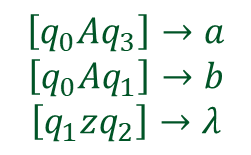 [q₀Aq₃] → a
[q₀Aq₁] → b
[q₁zq₂] → λ